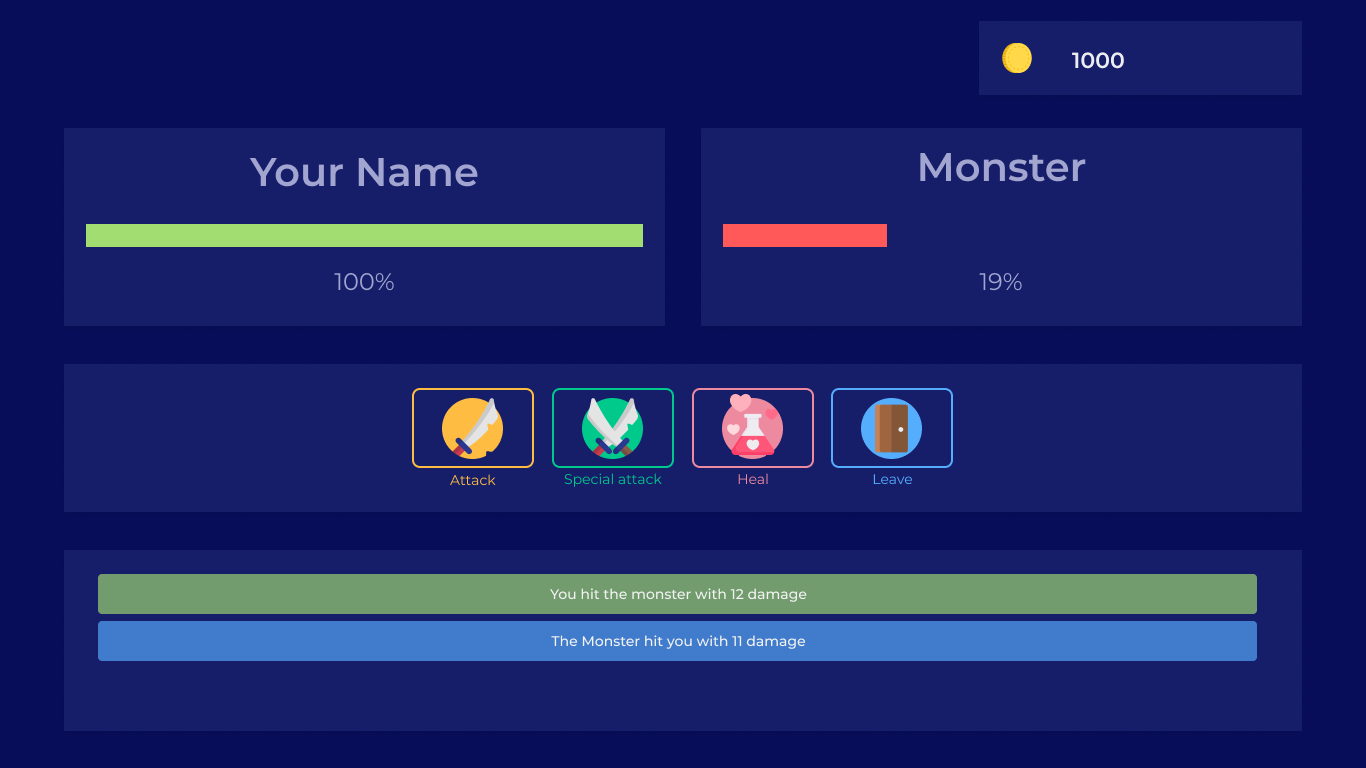 1000
Your Name
Monster
100%
19%
Attack
Special attack
Heal
Leave
You hit the monster with 12 damage
The Monster hit you with 11 damage